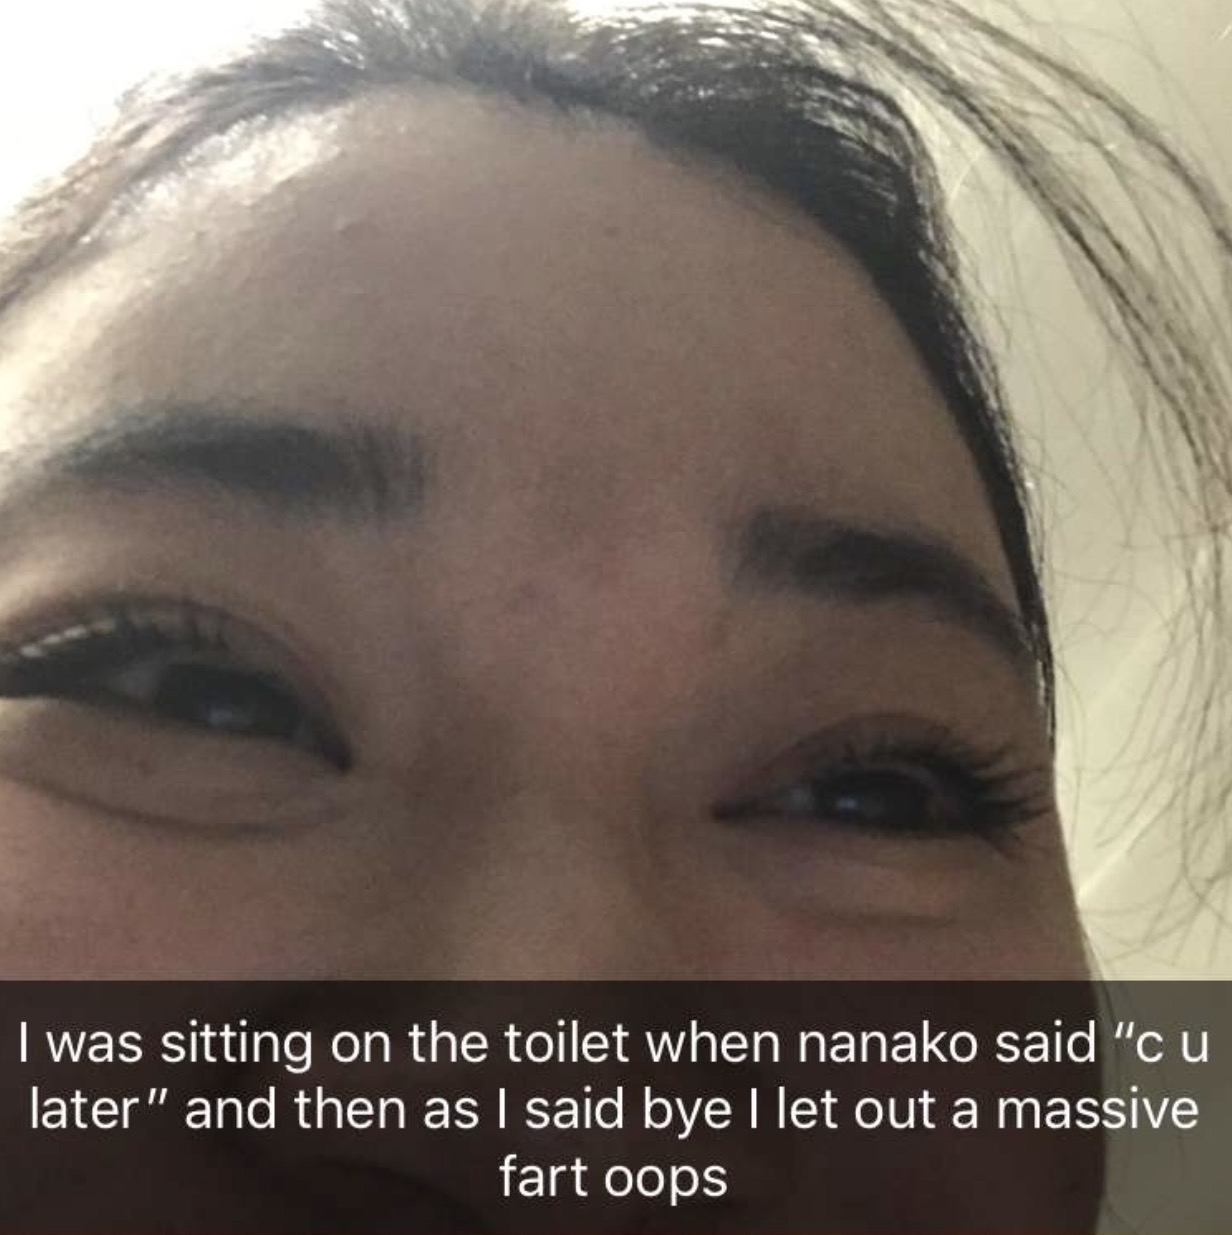 I was sitting on the toilet when nanako said “c u
later” and then as I said bye I let out a massive
fart oops